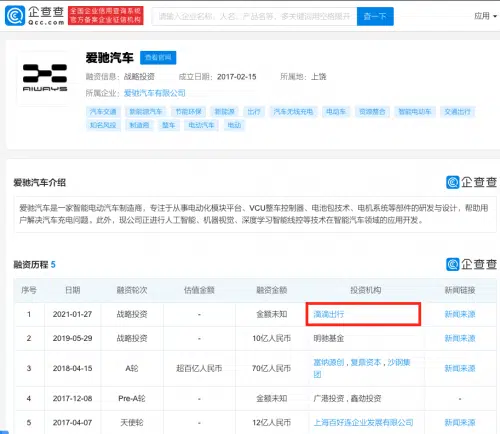 企查查
Qcc.com
全国企业信用查询系统
官方备案企业征信机构
请输入企业名称、人名、产品名等，多关键词用空格隔开
查一下
应用
爱驰汽车
查看官网
融资信息：战略投资 成立日期：2017-02-15 所属地：上饶
所属企业：爱驰汽车有限公司
AIWAYS
汽车交通 新能源汽车 节能环保 新能源 出行 汽车无线充电 电动车 资源整合 智能电动车 交通出行
知名风投 制造商 整车 电动汽车 电动
爱驰汽车介绍
企查查
爱驰汽车是一家智能电动汽车制造商，专注于从事电动化模块平台、VCU整车控制器、电池包技术、电机系统等部件的研发与设计，帮助用
户解决汽车充电问题。此外，现公司正进行人工智能、机器视觉、深度学习智能线控等技术在智能汽车领域的应用开发。
融资历程 5
企查查
序号 日期 融资轮次 估值金额 融资金额 投资机构 新闻链接
1 2021-01-27 战略投资 - 金额未知 滴滴出行 新闻来源
2 2019-05-29 战略投资 - 10亿人民币 明驰基金 新闻来源
3 2018-04-15 A轮 超百亿人民币 70亿人民币 塞纳源创，复鼎资本，沙钢集
团 新闻来源
4 2017-12-08 Pre-A轮 - 金额未知 广港投资，鑫劲投资 -
5 2017-04-07 天使轮 - 12亿人民币 上海百好连企业发展有限公司 新闻来源